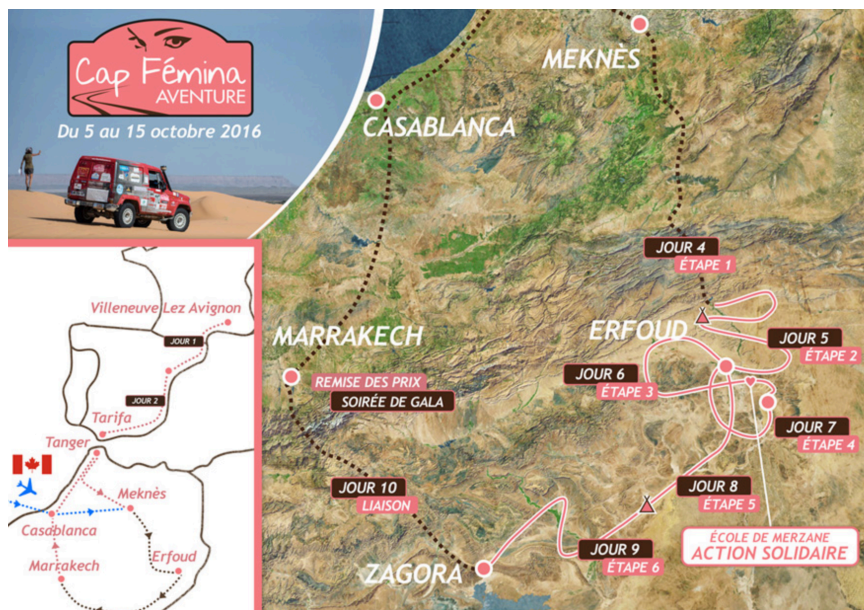 Cap Fémina
AVENTURE
Du 5 au 15 octobre 2016
MEKNÈS
CASABLANCA
JOUR 4
ÉTAPE 1
ERFOUD
JOUR 5
ÉTAPE 2
MARRAKECH
REMISE DES PRIX
SOIRÉE DE GALA
JOUR 6
ÉTAPE 3
JOUR 7
ÉTAPE 4
JOUR 8
ÉTAPE 5
JOUR 10
LIAISON
ÉCOLE DE MERZANE
ACTION SOLIDAIRE
JOUR 9
ÉTAPE 6
ZAGORA
Villeneuve Lez Avignon
JOUR 1
JOUR 2
Tarifa
Tanger
Meknès
Casablanca
Marrakech
Erfoud